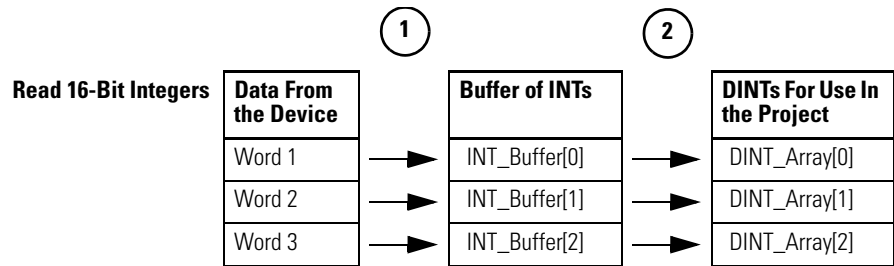 1
2
Read 16-Bit Integers
Data From
the Device
Buffer of INTs
DINTs For Use In
the Project
Word 1
INT_Buffer[0]
DINT_Array[0]
Word 2
INT_Buffer[1]
DINT_Array[1]
Word 3
INT_Buffer[2]
DINT_Array[2]